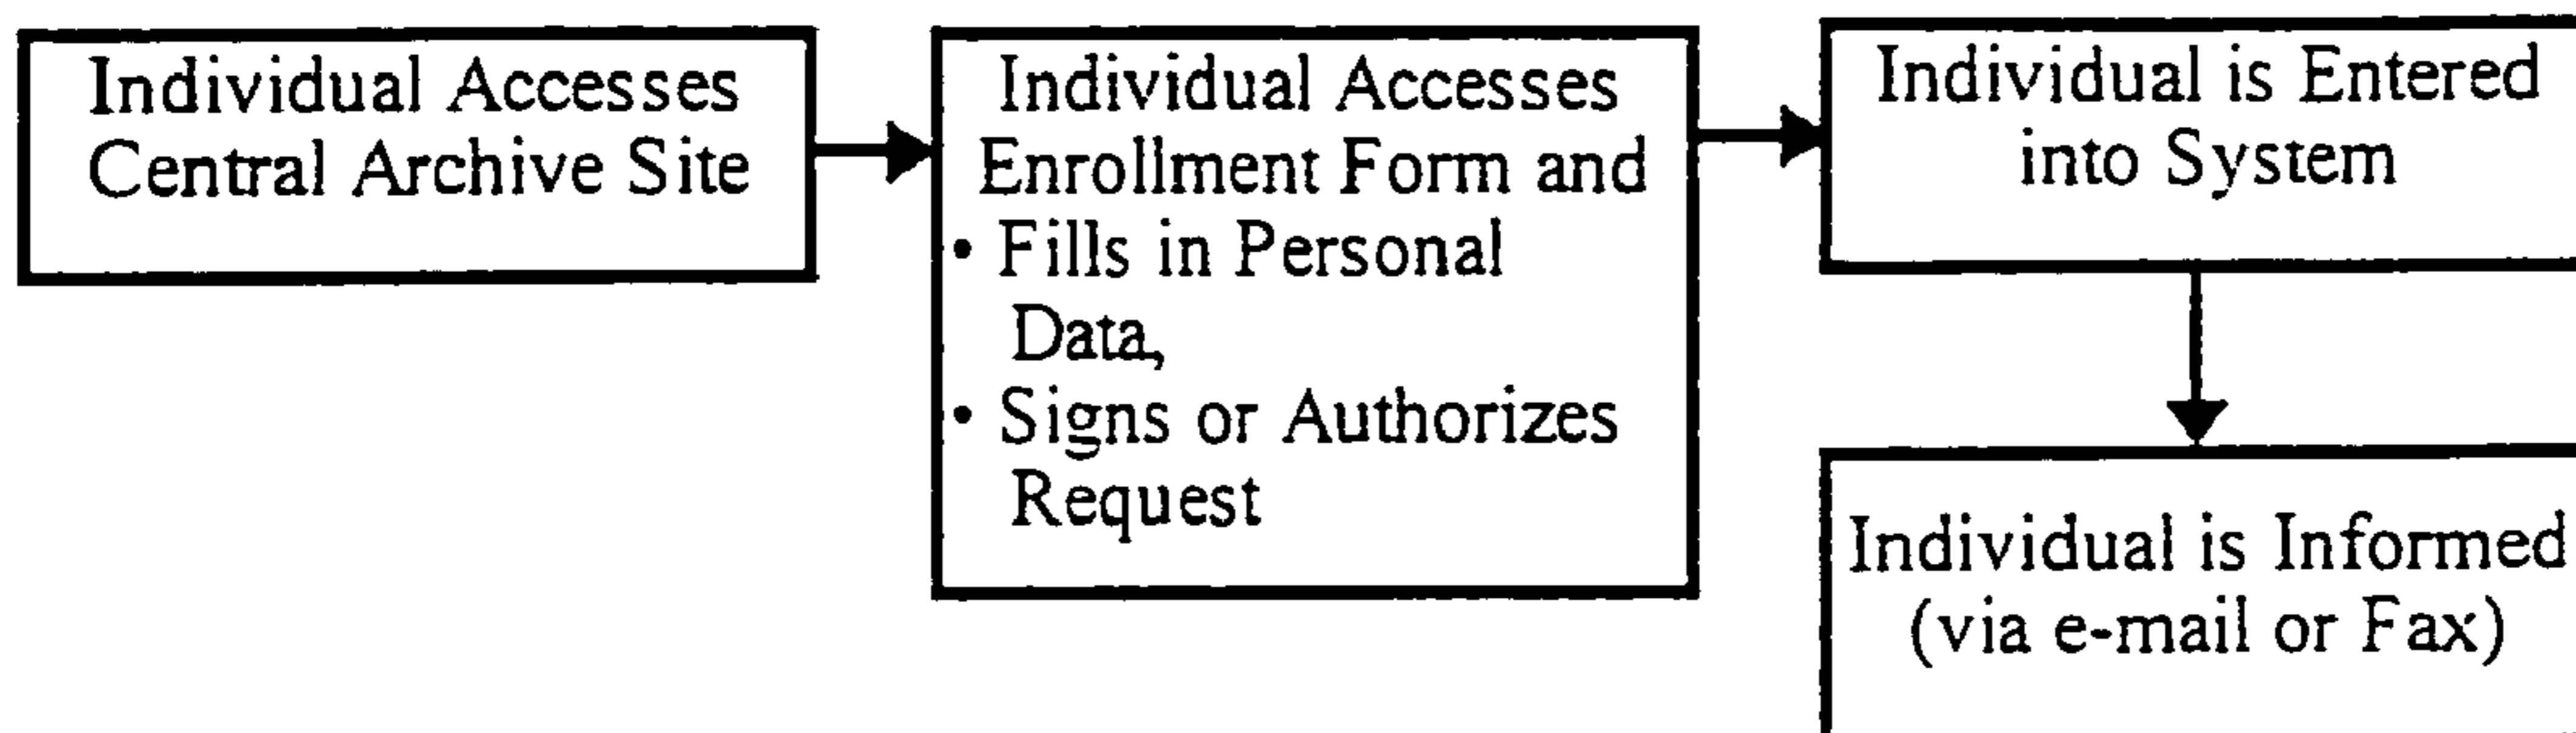 Individual Accesses
Central Archive Site
Individual Accesses
Enrollment Form and
• Fills in Personal
Data,
• Signs or Authorizes
Request
Individual is Entered
into System
Individual is Informed
(via e-mail or Fax)